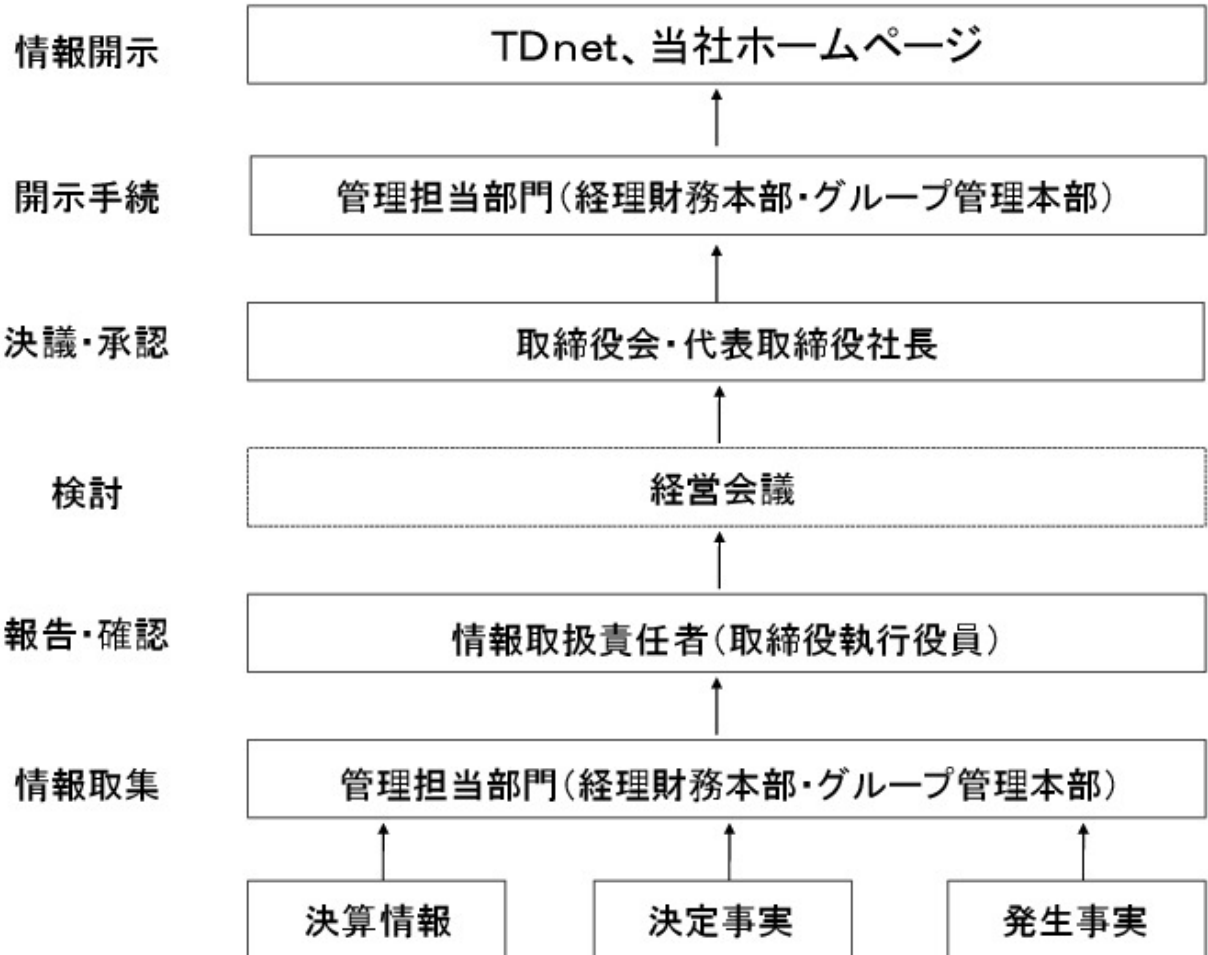 情報開示
TDnet、当社ホームページ
開示手続
管理担当部門(経理財務本部・グループ管理本部)
決議・承認
取締役会・代表取締役社長
検討
経営会議
報告・確認
情報取扱責任者(取締役執行役員)
情報取集
管理担当部門(経理財務本部・グループ管理本部)
決算情報
決定事実
発生事実